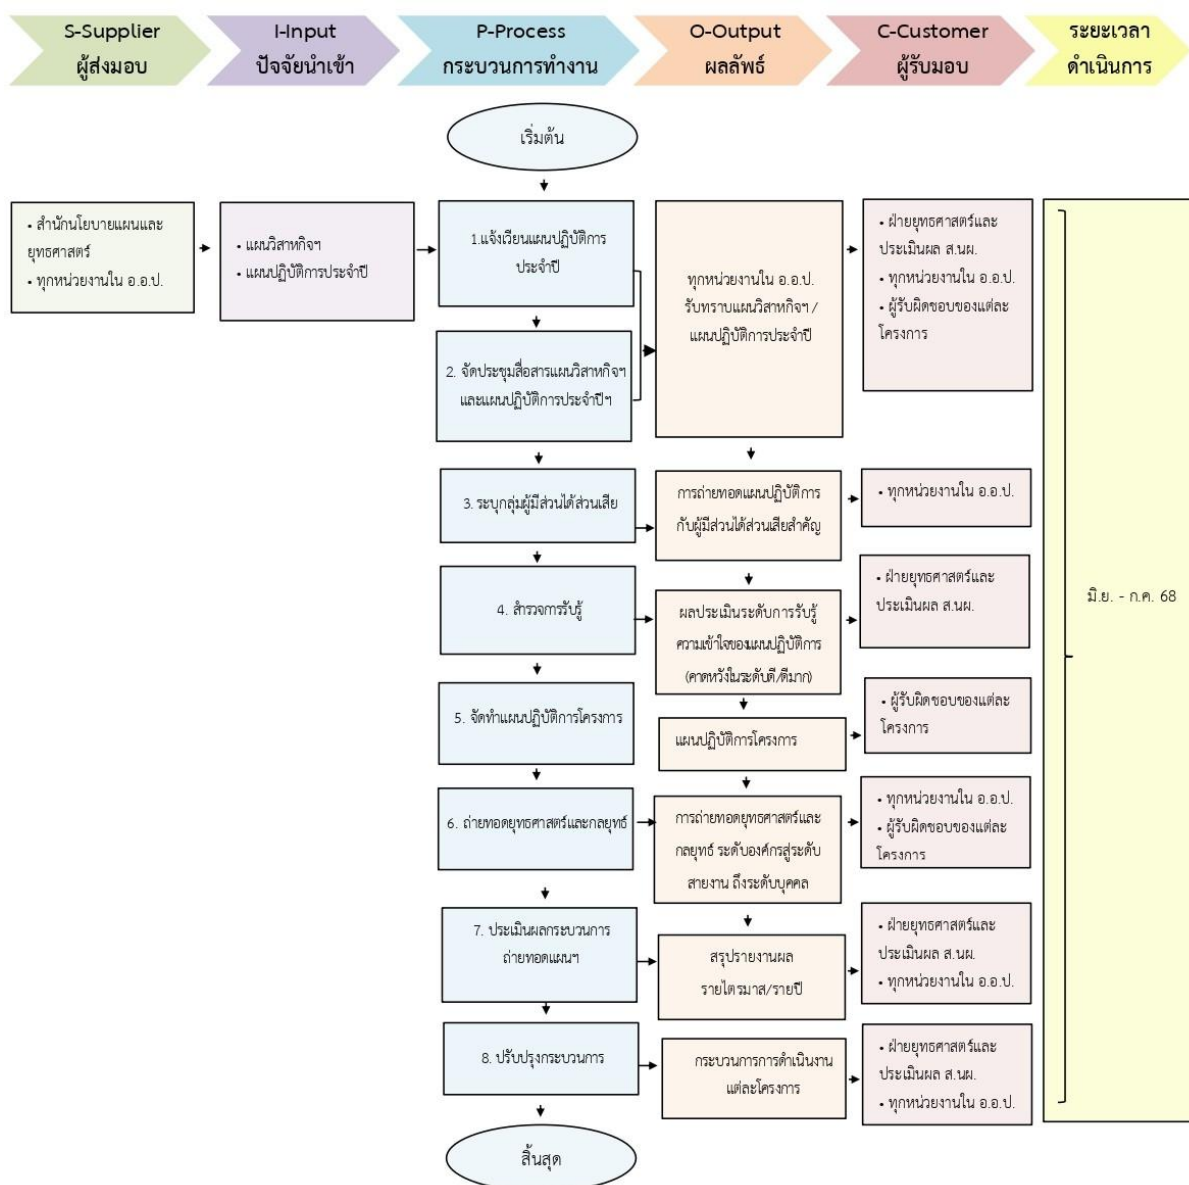 S-Supplier
ผู้ส่งมอบ
I-Input
ปัจจัยนำเข้า
P-Process
กระบวนการทำงาน
O-Output
ผลลัพธ์
C-Customer
ผู้รับมอบ
ระยะเวลา
ดำเนินการ
เริ่มต้น
• สำนักนโยบายแผนและ
ยุทธศาสตร์
• ทุกหน่วยงานใน อ.อ.ป.
• แผนวิสาหกิจฯ
• แผนปฏิบัติการประจำปี
1.แจ้งเวียนแผนปฏิบัติการ
ประจำปี
2. จัดประชุมสื่อสารแผนวิสาหกิจฯ
และแผนปฏิบัติการประจำปีฯ
ทุกหน่วยงานใน อ.อ.ป.
รับทราบแผนวิสาหกิจฯ /
แผนปฏิบัติการประจำปี
• ฝ่ายยุทธศาสตร์และ
ประเมินผล ส.นผ.
• ทุกหน่วยงานใน อ.อ.ป.
• ผู้รับผิดชอบของแต่ละ
โครงการ
3. ระบุกลุ่มผู้มีส่วนได้ส่วนเสีย
การถ่ายทอดแผนปฏิบัติการ
กับผู้มีส่วนได้ส่วนเสียสำคัญ
• ทุกหน่วยงานใน อ.อ.ป.
4. สำรวจการรับรู้
ผลประเมินระดับการรับรู้
ความเข้าใจของแผนปฏิบัติการ
(คาดหวังในระดับดี/ดีมาก)
• ฝ่ายยุทธศาสตร์และ
ประเมินผล ส.นผ.
5. จัดทำแผนปฏิบัติการโครงการ
แผนปฏิบัติการโครงการ
• ผู้รับผิดชอบของแต่ละ
โครงการ
6. ถ่ายทอดยุทธศาสตร์และกลยุทธ์
การถ่ายทอดยุทธศาสตร์และ
กลยุทธ์ ระดับองค์กรสู่ระดับ
สายงาน ถึงระดับบุคคล
• ทุกหน่วยงานใน อ.อ.ป.
• ผู้รับผิดชอบของแต่ละ
โครงการ
7. ประเมินผลกระบวนการ
ถ่ายทอดแผนฯ
สรุปรายงานผล
รายไตรมาส/รายปี
• ฝ่ายยุทธศาสตร์และ
ประเมินผล ส.นผ.
• ทุกหน่วยงานใน อ.อ.ป.
8. ปรับปรุงกระบวนการ
กระบวนการการดำเนินงาน
แต่ละโครงการ
• ฝ่ายยุทธศาสตร์และ
ประเมินผล ส.นผ.
• ทุกหน่วยงานใน อ.อ.ป.
มิ.ย. - ก.ค. 68
สิ้นสุด